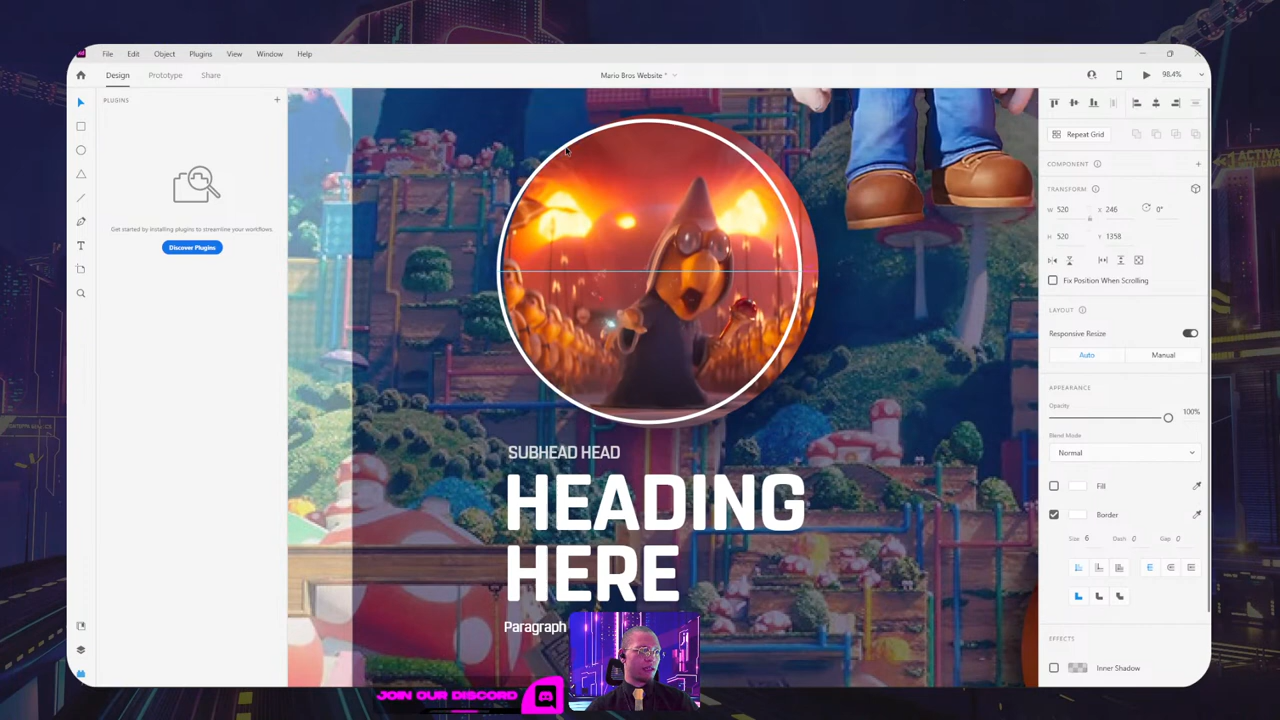 File Edit Object Plugins View Window Help
Design Prototype Share
Mario Bros Website *
98.4%
PLUGINS
Get started by installing plugins to streamline your workflows.
Discover Plugins
SUBHEAD HEAD
HEADING
HERE
Paragraph
JOIN OUR DISCORD
Repeat Grid
COMPONENT
TRANSFORM
W 520 X 246 0°
H 520 Y 1358
Fix Position When Scrolling
LAYOUT
Responsive Resize
Auto Manual
APPEARANCE
Opacity
100%
Blend Mode
Normal
Fill
Border
Size 6 Dash 0 Gap 0
EFFECTS
Inner Shadow